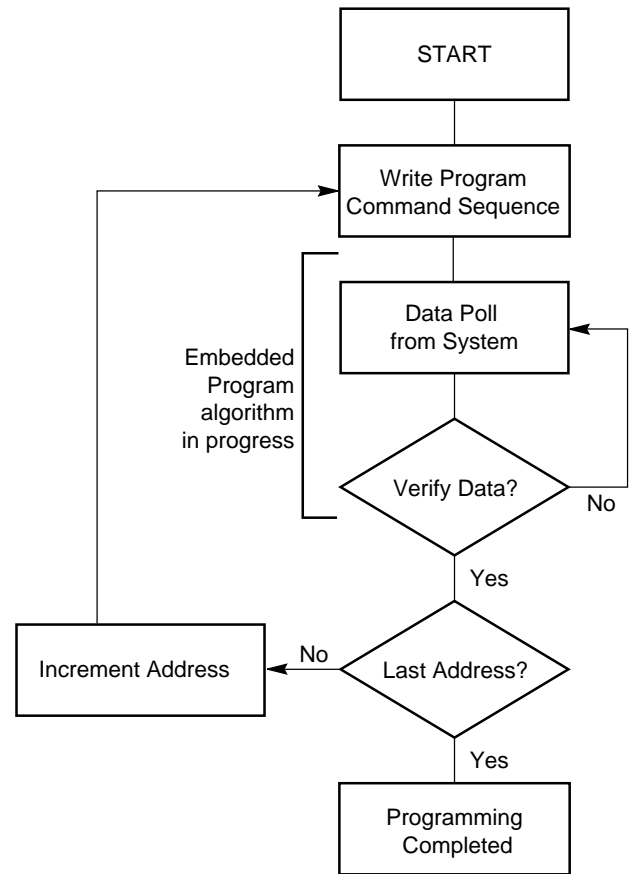 START
Write Program
Command Sequence
Data Poll
from System
Embedded
Program
algorithm
in progress
Verify Data?
No
Yes
Increment Address
No
Last Address?
Yes
Programming
Completed